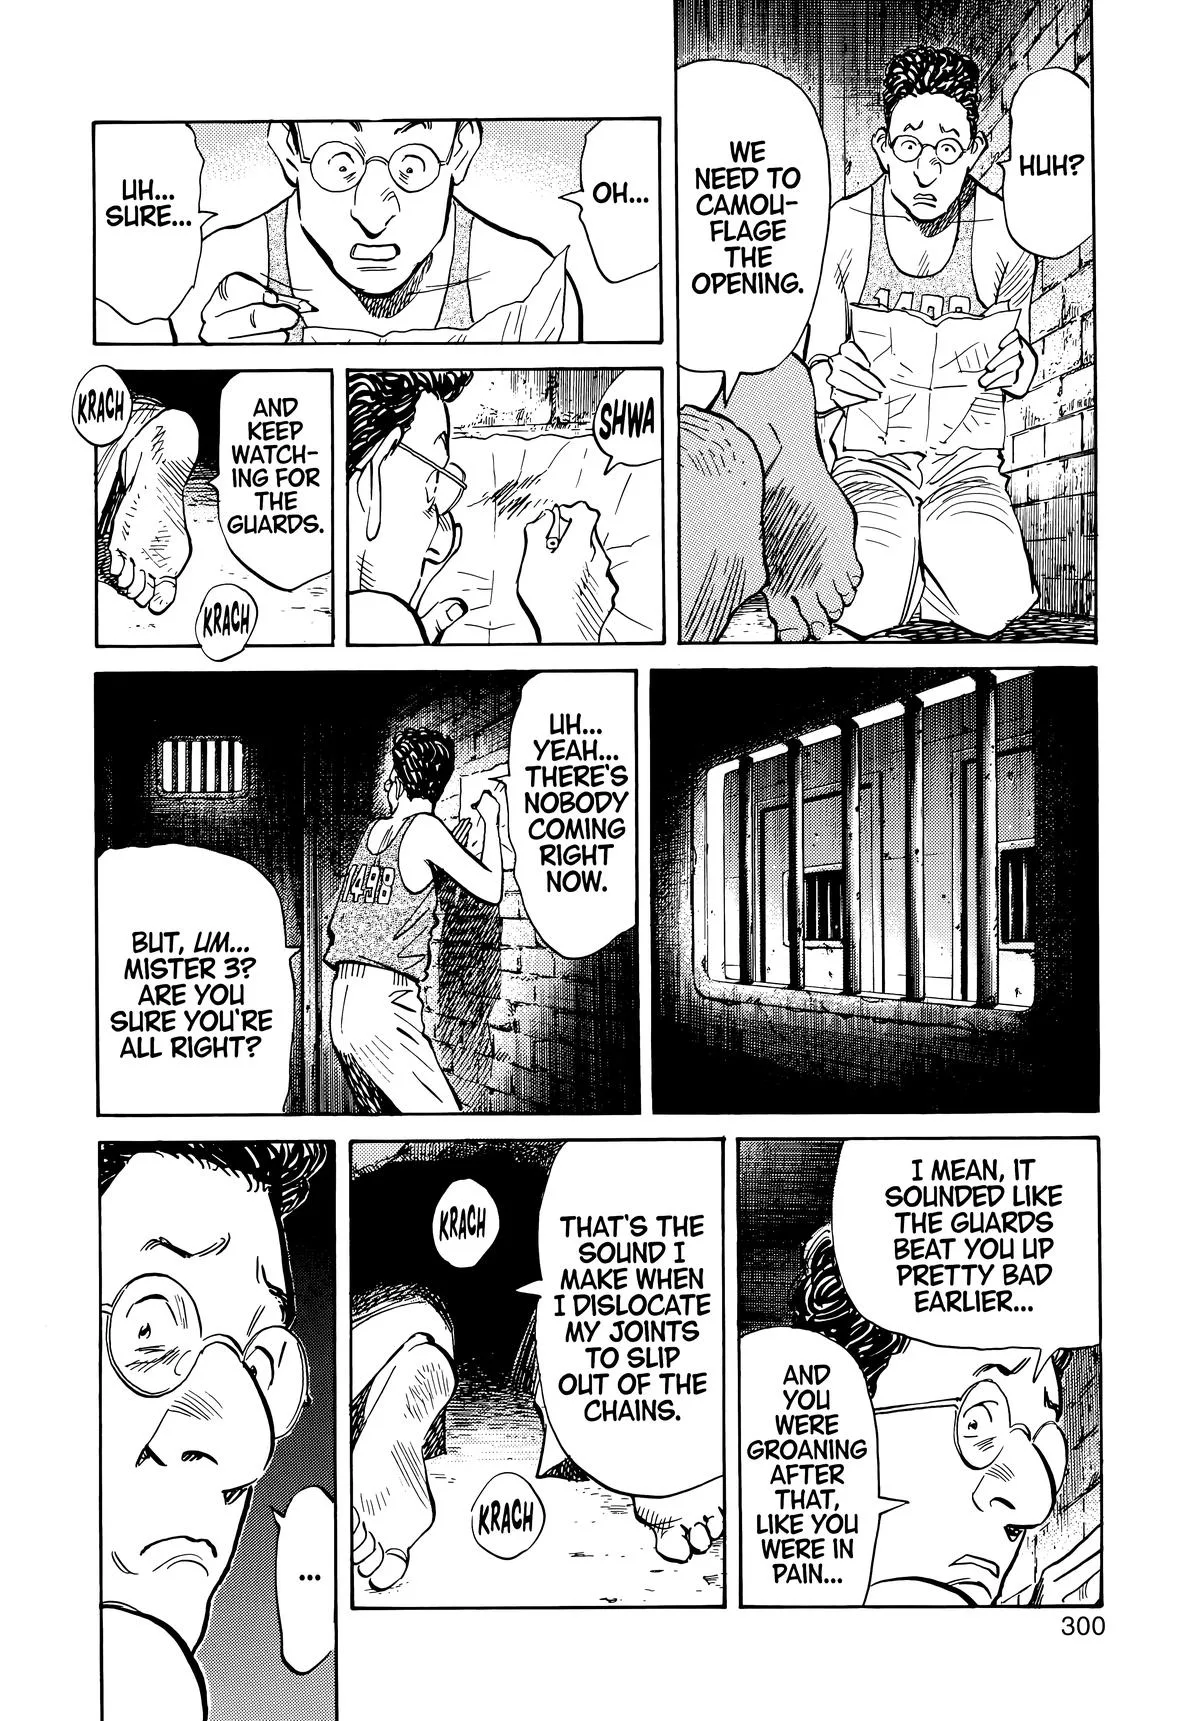 HUH?
WE
NEED TO
CAMOU-
FLAGE
THE
OPENING.
1498
OH...
UH...
SURE...
SHWA
AND
KEEP
WATCH-
ING FOR
THE
GUARDS.
KRACH
KRACH
UH...
YEAH...
THERE'S
NOBODY
COMING
RIGHT
NOW.
1498
BUT, UM...
MISTER 3?
ARE YOU
SURE YOU'RE
ALL RIGHT?
I MEAN, IT
SOUNDED LIKE
THE GUARDS
BEAT YOU UP
PRETTY BAD
EARLIER...
AND
YOU
WERE
GROANING
AFTER
THAT,
LIKE YOU
WERE IN
PAIN...
THAT'S THE
SOUND I
MAKE WHEN
I DISLOCATE
MY JOINTS
TO SLIP
OUT OF THE
CHAINS.
KRACH
KRACH
...
300